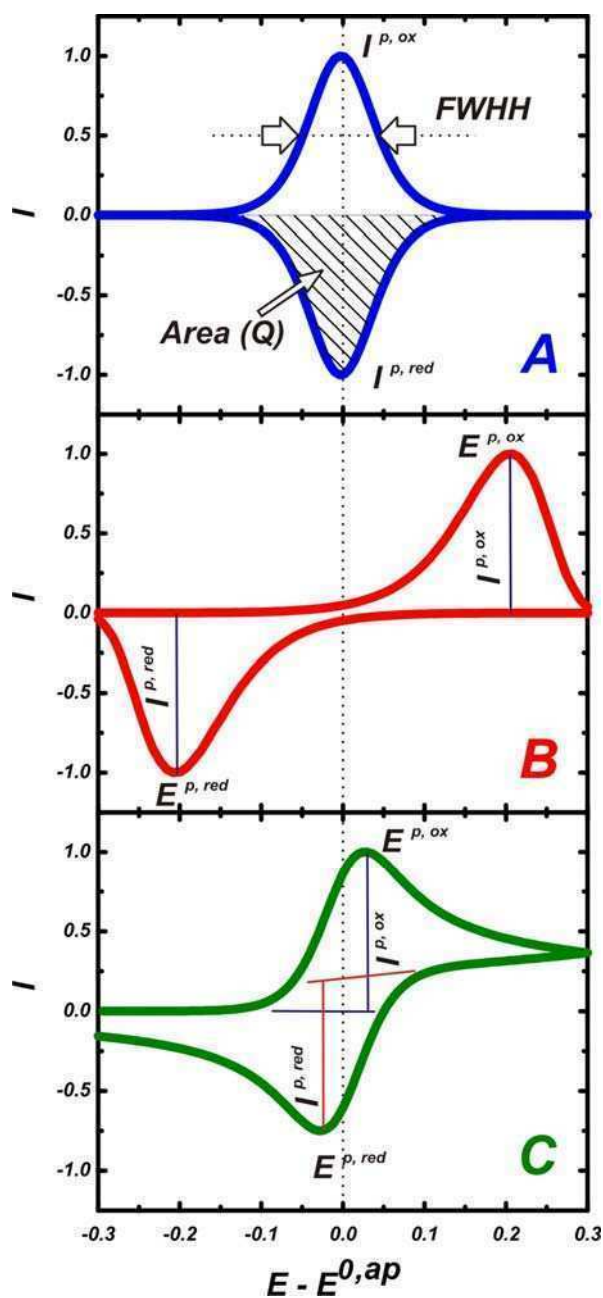 I p, ox
1.0
FWHH
0.5
I
0.0
-0.5
Area (Q)
I p, red
-1.0
A
E p, ox
1.0
0.5
I p, ox
I
0.0
I p, red
-0.5
-1.0
E p, red
B
E p, ox
1.0
I p, ox
0.5
I
0.0
I p, red
-0.5
-1.0
E p, red
C
-0.3 -0.2 -0.1 0.0 0.1 0.2 0.3
E - E0,ap